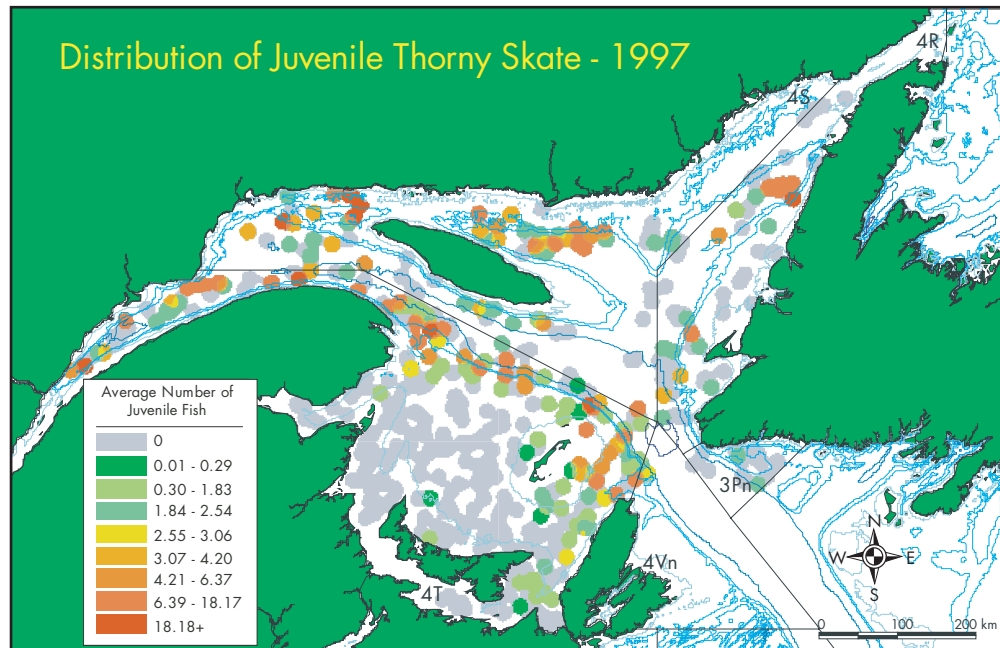 Distribution of Juvenile Thorny Skate - 1997
4R
4S
Average Number of
Juvenile Fish
0
0.01 - 0.29
0.30 - 1.83
1.84 - 2.54
2.55 - 3.06
3.07 - 4.20
4.21 - 6.37
6.39 - 18.17
18.18+
3Pn
4Vn
4T
N
W E
S
0 100 200 km